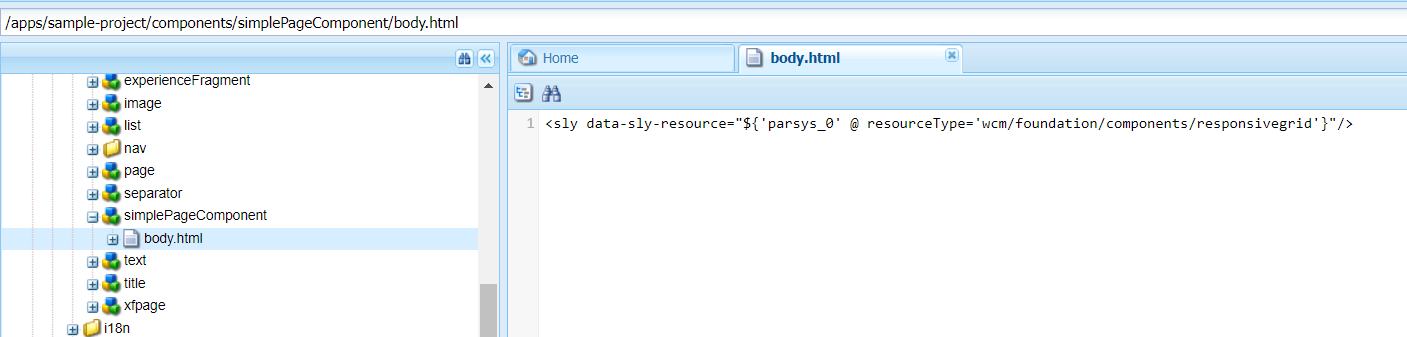 /apps/sample-project/components/simplePageComponent/body.html
experienceFragment
image
list
nav
page
separator
simplePageComponent
body.html
text
title
xfpage
i18n
Home
body.html
1 <sly data-sly-resource="${'parsys_0' @ resourceType='wcm/foundation/components/responsivegrid'}"/>